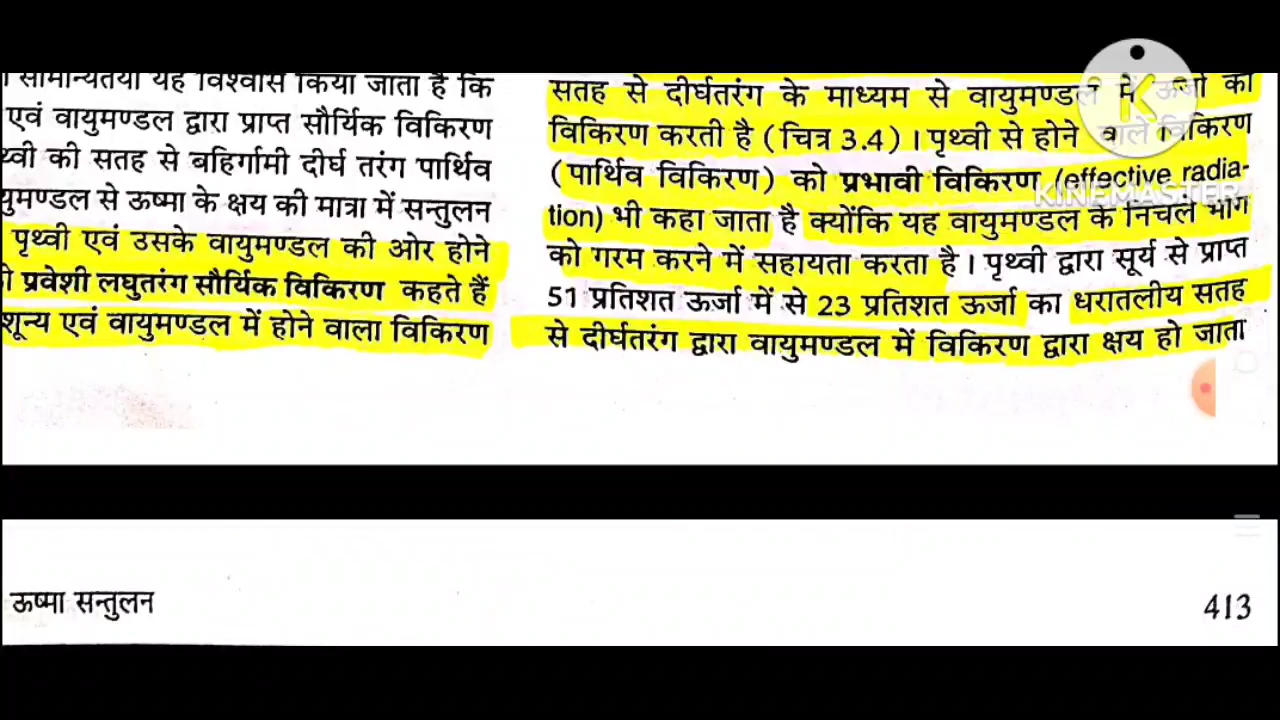 सामान्यतया यह विश्वास किया जाता है कि
एवं वायुमण्डल द्वारा प्राप्त सौर्यिक विकिरण
थ्वी की सतह से बहिर्गामी दीर्घ तरंग पार्थिव
युमण्डल से ऊष्मा के क्षय की मात्रा में सन्तुलन
पृथ्वी एवं उसके वायुमण्डल की ओर होने
प्रवेशी लघुतरंग सौर्यिक विकिरण कहते हैं
शून्य एवं वायुमण्डल में होने वाला विकिरण
सतह से दीर्घतरंग के माध्यम से वायुमण्डल में ऊर्जा का
विकिरण करती है (चित्र 3.4) । पृथ्वी से होने वाले विकिरण
(पार्थिव विकिरण) को प्रभावी विकिरण (effective radia-
tion) भी कहा जाता है क्योंकि यह वायुमण्डल के निचले भाग
को गरम करने में सहायता करता है । पृथ्वी द्वारा सूर्य से प्राप्त
51 प्रतिशत ऊर्जा में से 23 प्रतिशत ऊर्जा का धरातलीय सतह
से दीर्घतरंग द्वारा वायुमण्डल में विकिरण द्वारा क्षय हो जाता
K
KINEMASTER
ऊष्मा सन्तुलन
413